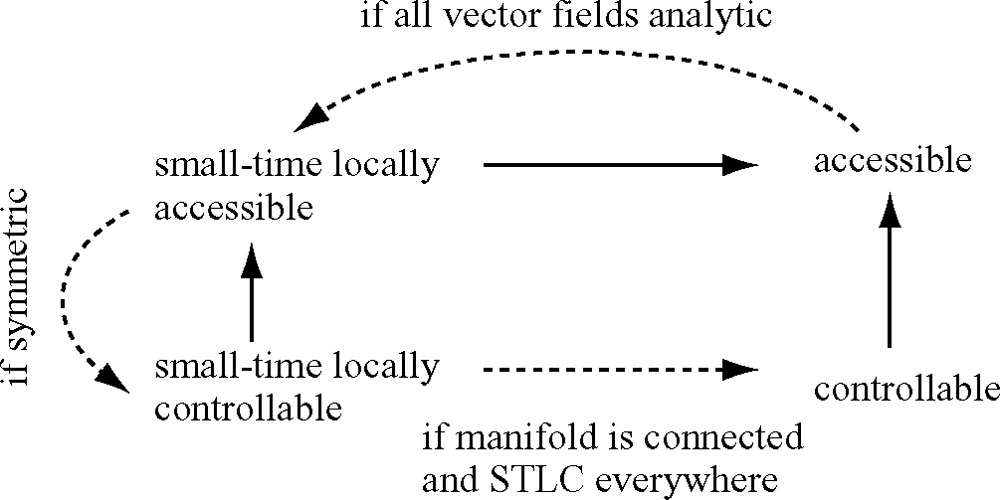 if all vector fields analytic
small-time locally
accessible
accessible
if symmetric
small-time locally
controllable
controllable
if manifold is connected
and STLC everywhere